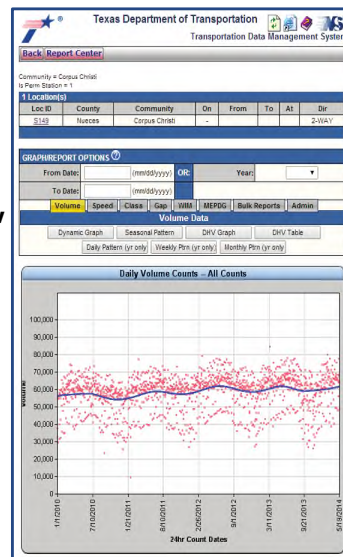 Texas Department of Transportation
Transportation Data Management System
Back Report Center
Community = Corpus Christi
Is Perm Station = 1
1 Location(s)
Loc ID County Community On From To At Dir
S149 Nueces Corpus Christi - 2-WAY
GRAPH/REPORT OPTIONS ?
From Date: (mm/dd/yyyy) OR: Year:
To Date: (mm/dd/yyyy)
Volume Speed Class Gap WIM MEPDG Bulk Reports Admin
Volume Data
Dynamic Graph Seasonal Pattern DHV Graph DHV Table
Daily Pattern (yr only) Weekly Ptrn (yr only) Monthly Ptrn (yr only)
Daily Volume Counts -- All Counts
100,000
90,000
80,000
70,000
60,000
50,000
40,000
30,000
20,000
10,000
0
Volume
1/1/2010 7/10/2010 1/21/2011 8/10/2011 2/26/2012 9/1/2012 3/11/2013 9/21/2013 5/19/2014
24hr Count Dates